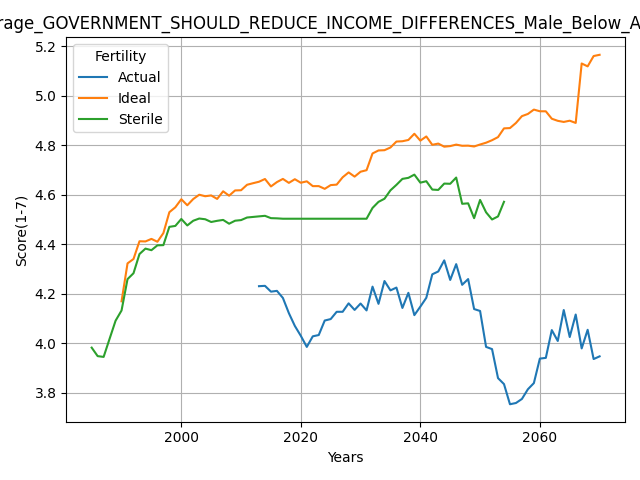 rage_GOVERNMENT_SHOULD_REDUCE_INCOME_DIFFERENCES_Male_Below_A
Fertility
Actual
Ideal
Sterile
Score(1-7)
5.2
5.0
4.8
4.6
4.4
4.2
4.0
3.8
2000 2020 2040 2060
Years